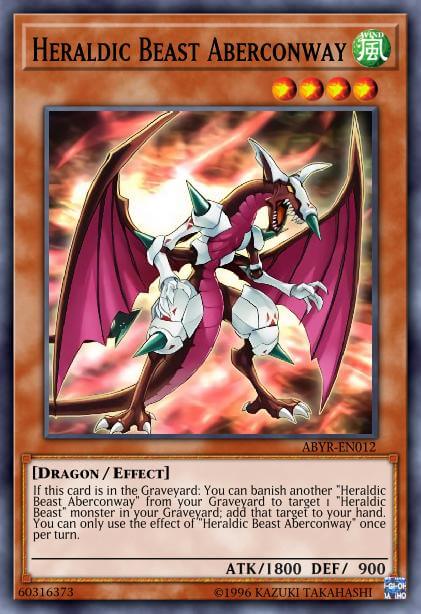 HERALDIC BEAST ABERCONWAY
WIND
風
ABYR-EN012
[DRAGON / EFFECT]
If this card is in the Graveyard: You can banish another "Heraldic
Beast Aberconway" from your Graveyard to target 1 "Heraldic
Beast" monster in your Graveyard; add that target to your hand.
You can only use the effect of "Heraldic Beast Aberconway" once
per turn.
ATK/1800 DEF/ 900
60316373
©1996 KAZUKI TAKAHASHI